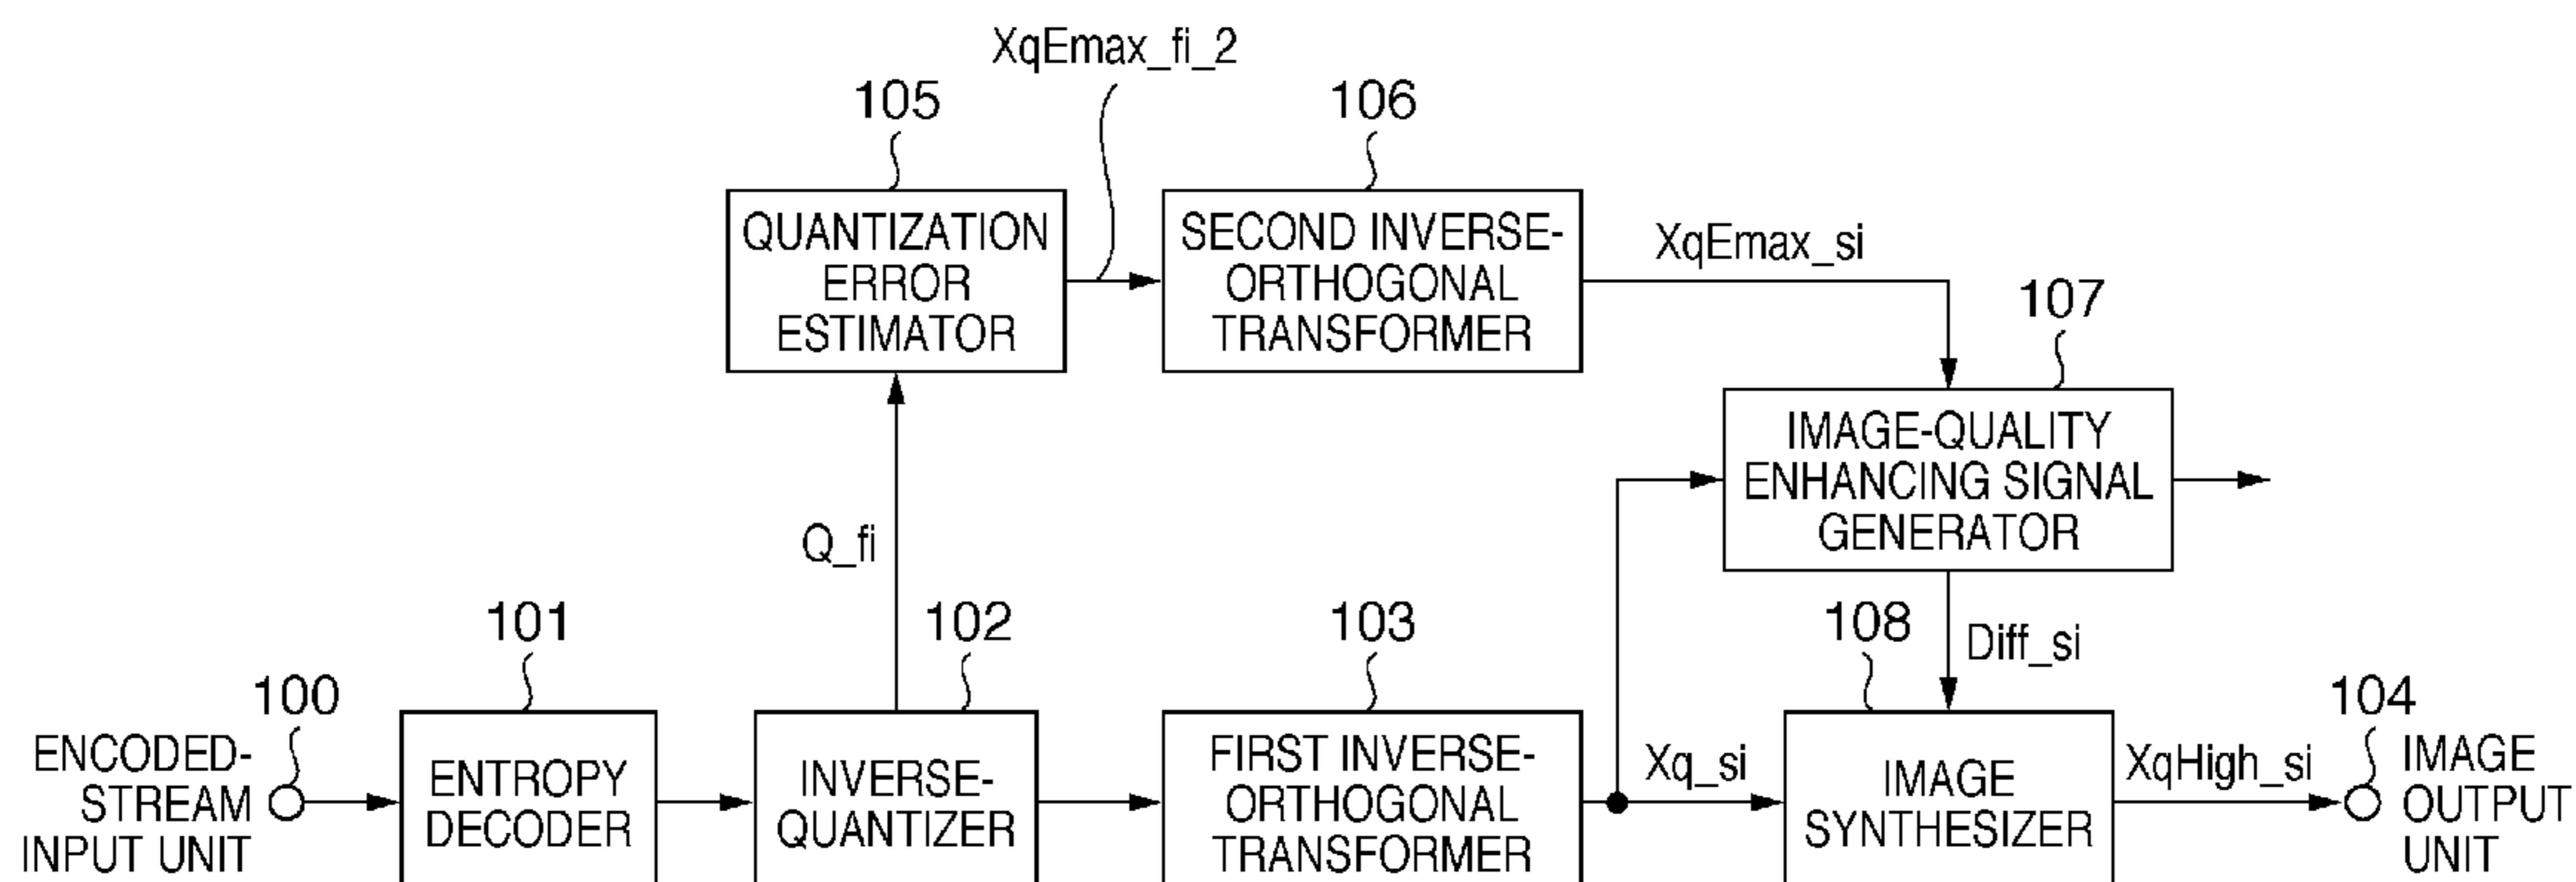 XqEmax_fi_2
105
106
QUANTIZATION
ERROR
ESTIMATOR
SECOND INVERSE-
ORTHOGONAL
TRANSFORMER
XqEmax_si
107
IMAGE-QUALITY
ENHANCING SIGNAL
GENERATOR
Q_fi
Diff_si
100
ENCODED-
STREAM
INPUT UNIT
101
ENTROPY
DECODER
102
INVERSE-
QUANTIZER
103
FIRST INVERSE-
ORTHOGONAL
TRANSFORMER
Xq_si
108
IMAGE
SYNTHESIZER
XqHigh_si
104
IMAGE
OUTPUT
UNIT